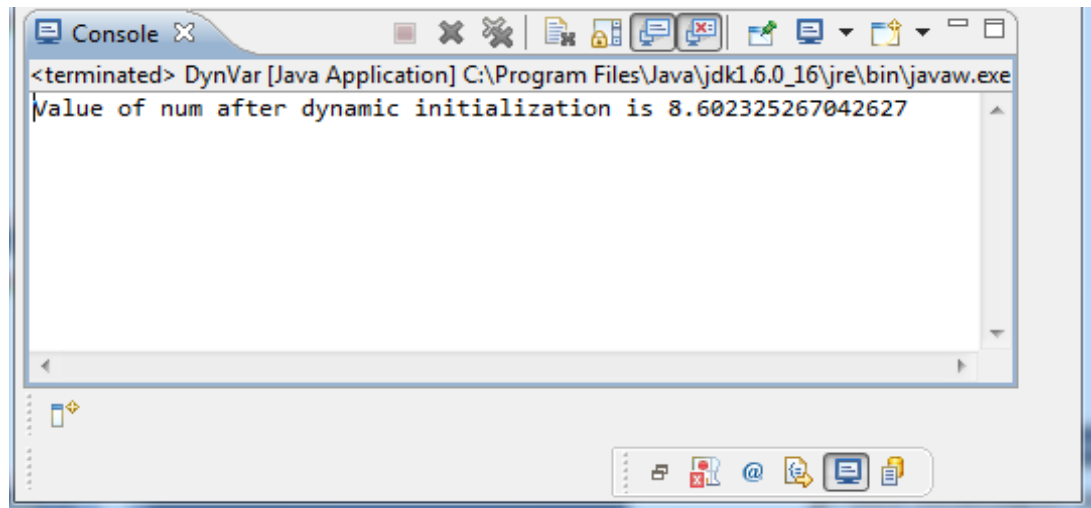 Console
<terminated> DynVar [Java Application] C:\Program Files\Java\jdk1.6.0_16\jre\bin\javaw.exe
Value of num after dynamic initialization is 8.602325267042627
@